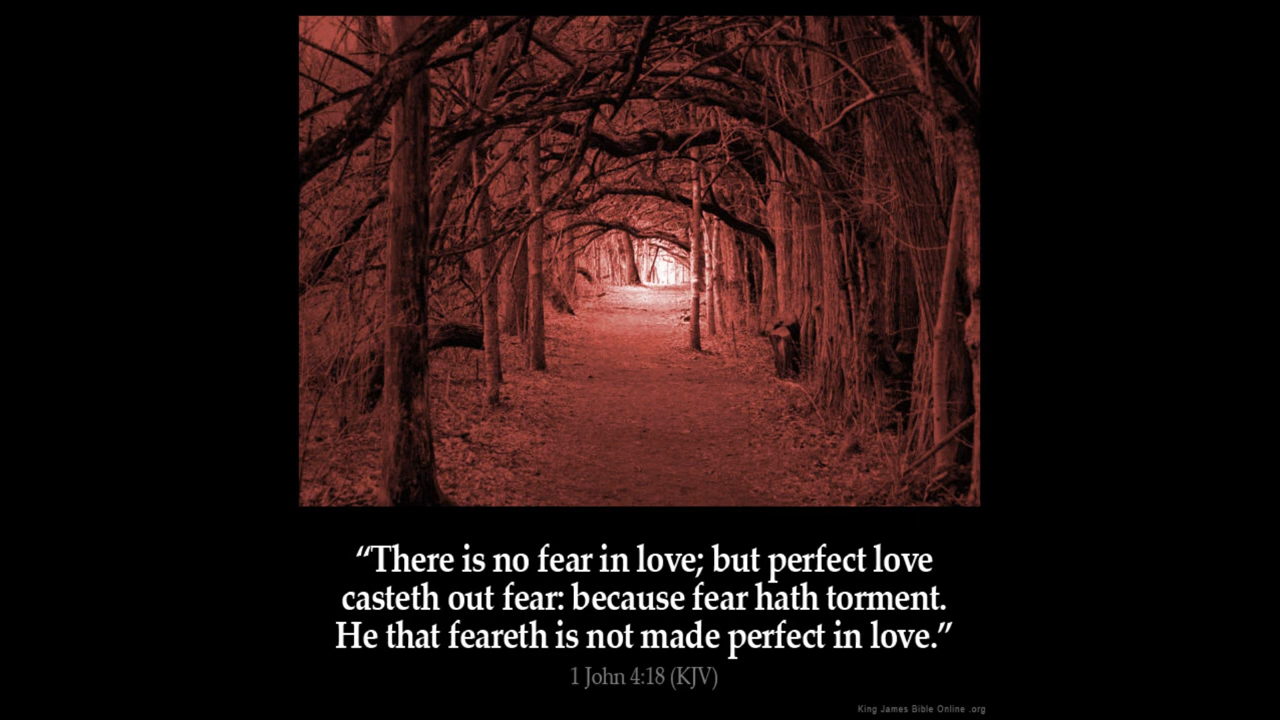 “There is no fear in love; but perfect love
casteth out fear: because fear hath torment.
He that feareth is not made perfect in love.”
1 John 4:18 (KJV)
King James Bible Online .org